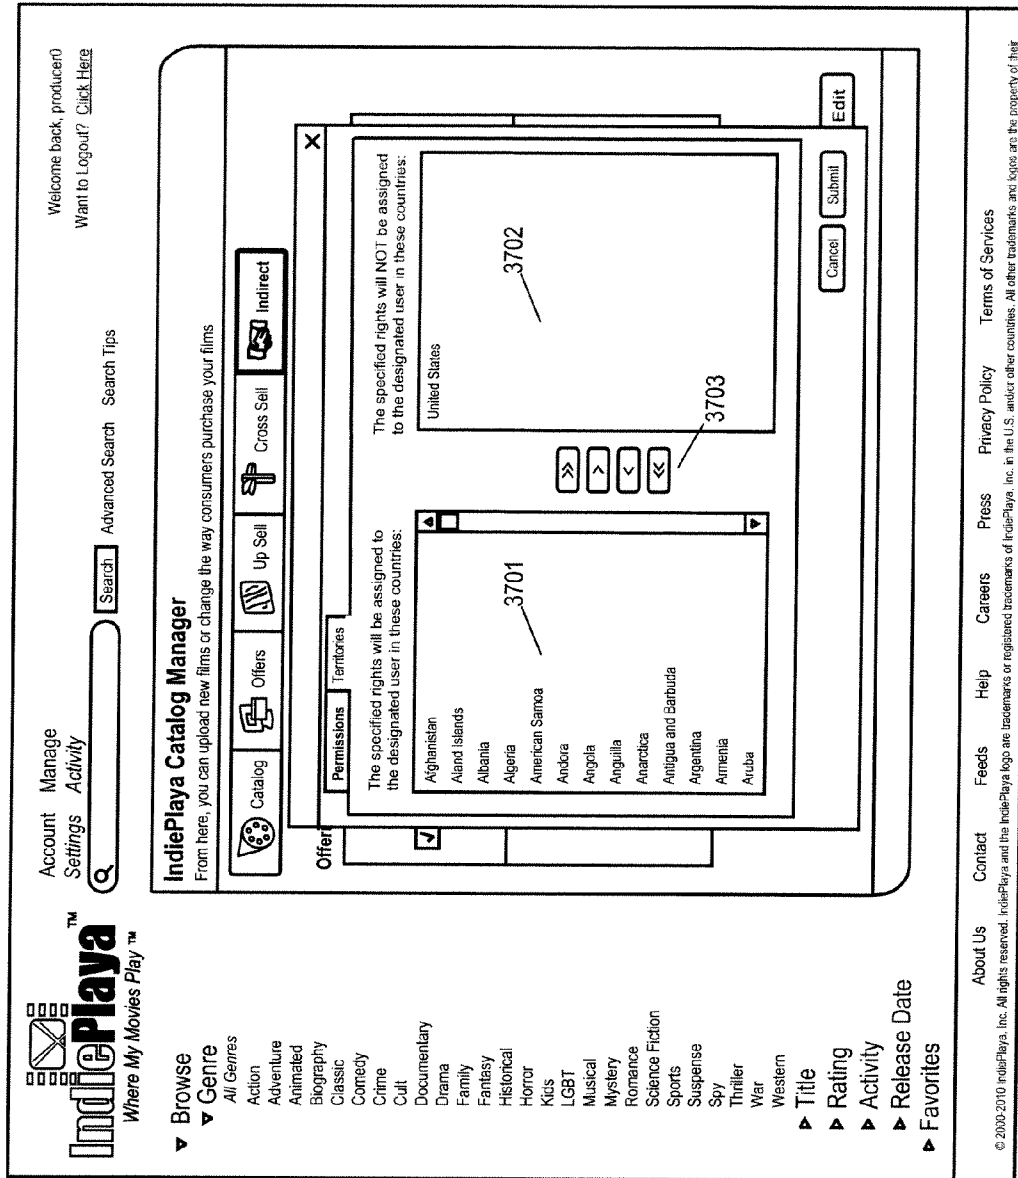 IndiePlaya™
Where My Movies Play ™
Account Manage
Settings Activity
Search Advanced Search Search Tips
Welcome back, producer0
Want to Logout? Click Here
▼ Browse
▼ Genre
All Genres
Action
Adventure
Animated
Biography
Classic
Comedy
Crime
Cult
Documentary
Drama
Family
Fantasy
Historical
Horror
Kids
LGBT
Musical
Mystery
Romance
Science Fiction
Sports
Suspense
Spy
Thriller
War
Western
▶ Title
▶ Rating
▶ Activity
▶ Release Date
▶ Favorites
IndiePlaya Catalog Manager
From here, you can upload new films or change the way consumers purchase your films
Catalog Offers Up Sell Cross Sell Indirect
Offer
X
Permissions Territories
The specified rights will be assigned to
the designated user in these countries:
Afghanistan
Aland Islands
Albania
Algeria
American Samoa
Andora
Angola
Anguilla
Anarctica
Antigua and Barbuda
Argentina
Armenia
Aruba
3701
>>
>
<
<<
3703
The specified rights will NOT be assigned
to the designated user in these countries:
United States
3702
Cancel Submit
Edit
About Us Contact Feeds Help Careers Press Privacy Policy Terms of Services
© 2000-2010 IndiePlaya, Inc. All rights reserved. IndiePlaya and the IndiePlaya logo are trademarks or registered trademarks of IndiePlaya, Inc. in the U.S. and/or other countries. All other trademarks and logos are the property of their